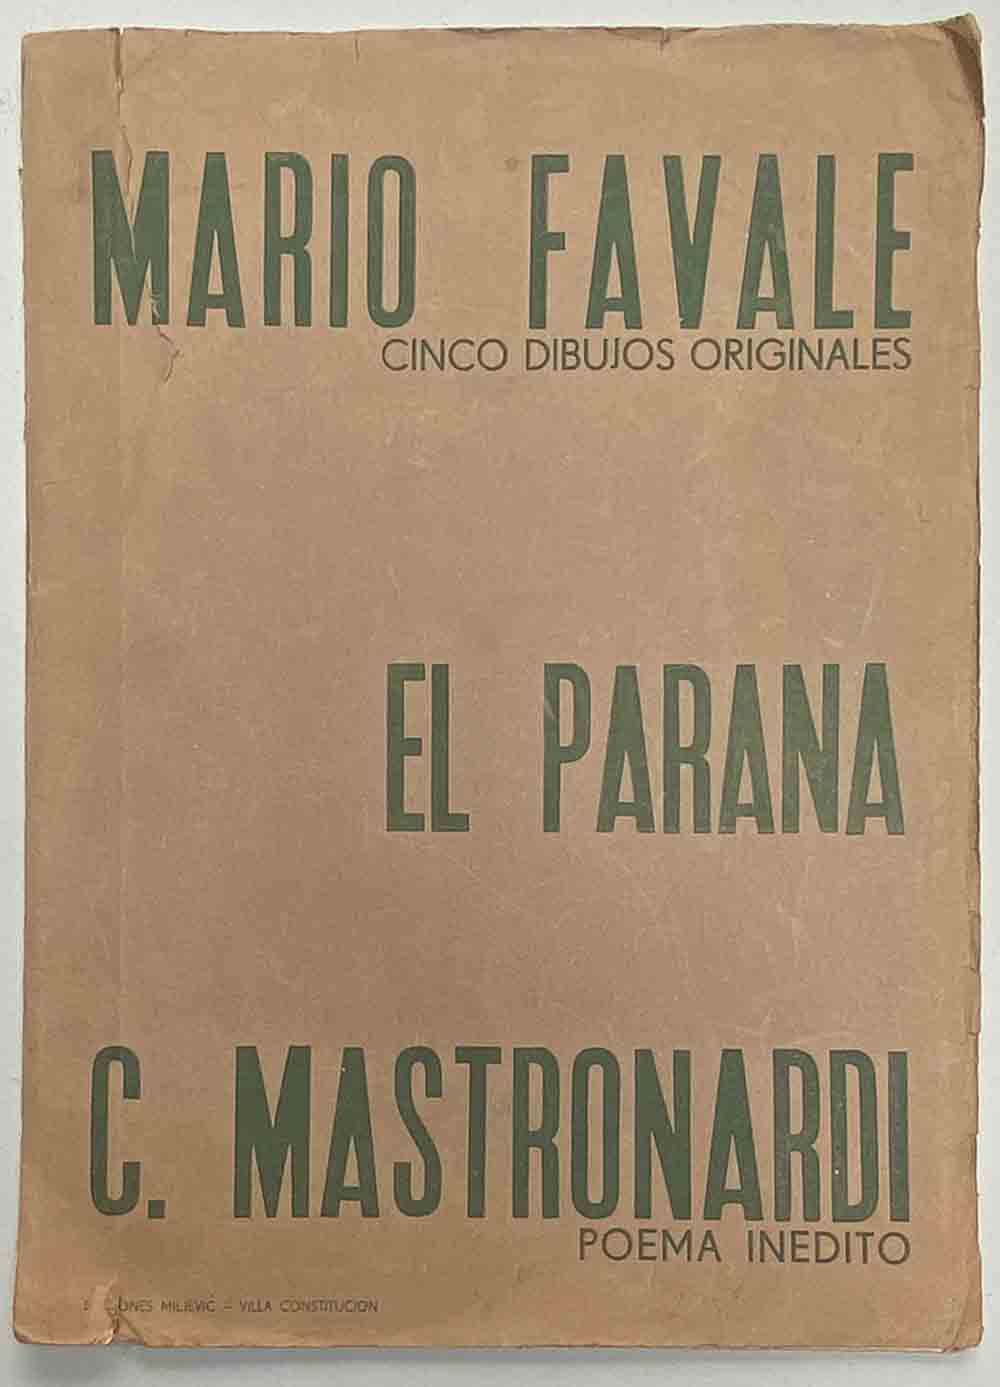 MARIO FAVALE
CINCO DIBUJOS ORIGINALES
EL PARANA
C. MASTRONARDI
POEMA INEDITO
MILJEVIC – VILLA CONSTITUCION